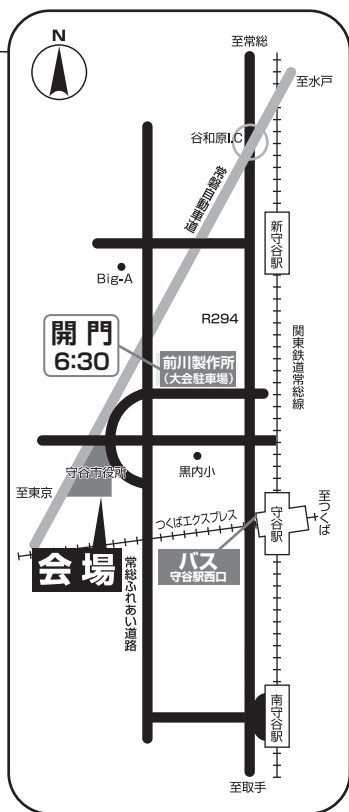 N
至常総
至水戸
谷和原I.C
常磐自動車道
新守谷駅
Big-A
R294
開門
6:30
前川製作所
(大会駐車場)
関東鉄道常総線
守谷市役所
黒内小
至東京
つくばエクスプレス
守谷駅
至つくば
会場
バス
守谷駅西口
常総ふれあい道路
南守谷駅
至取手